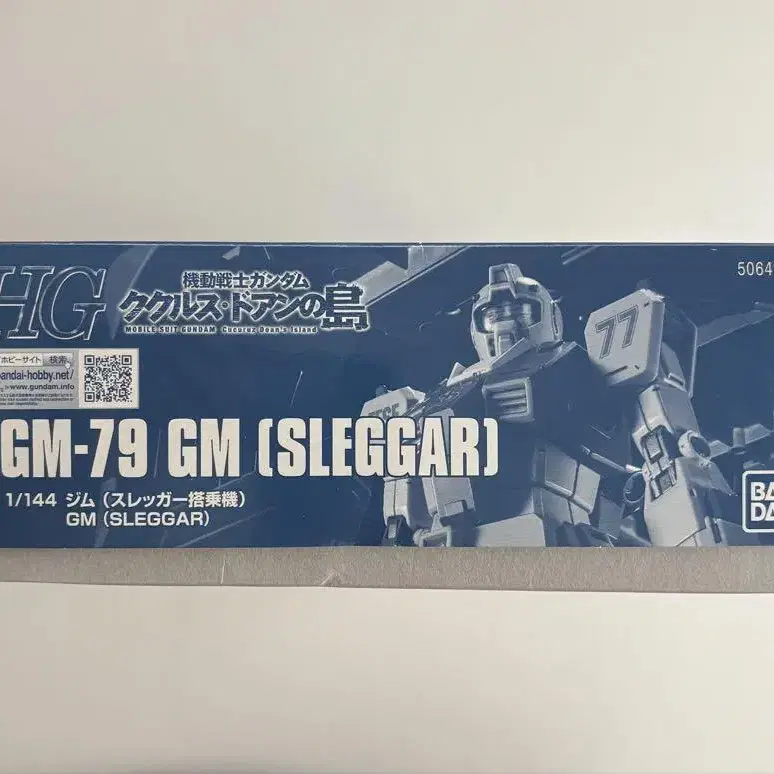 HG
機動戦士ガンダム
ククルス・ドアンの島
MOBILE SUIT GUNDAM Cucuruz Doan's Island
5064
ホビーサイト 検索
andai-hobby.net/
>www.gundam.info
77
GM-79 GM (SLEGGAR)
1/144 ジム(スレッガー搭乗機)
GM (SLEGGAR)
BA
DA